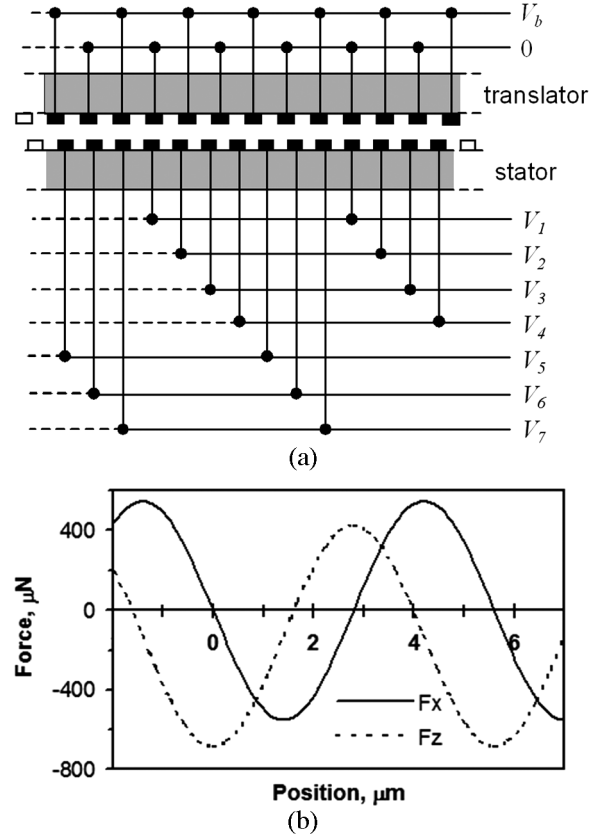 V_b
0
translator
stator
V_1
V_2
V_3
V_4
V_5
V_6
V_7
(a)
400
0
-400
-800
0
2
4
6
Force, μN
Fx
Fz
Position, μm
(b)